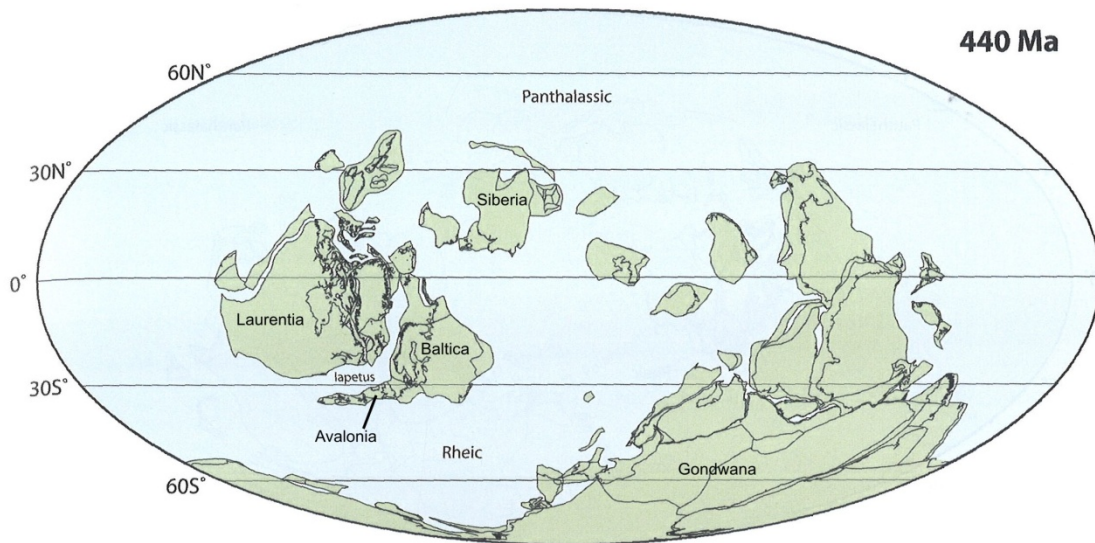 440 Ma
60N°
Panthalassic
30N°
Siberia
0°
Laurentia
Baltica
Iapetus
30S°
Avalonia
Rheic
Gondwana
60S°